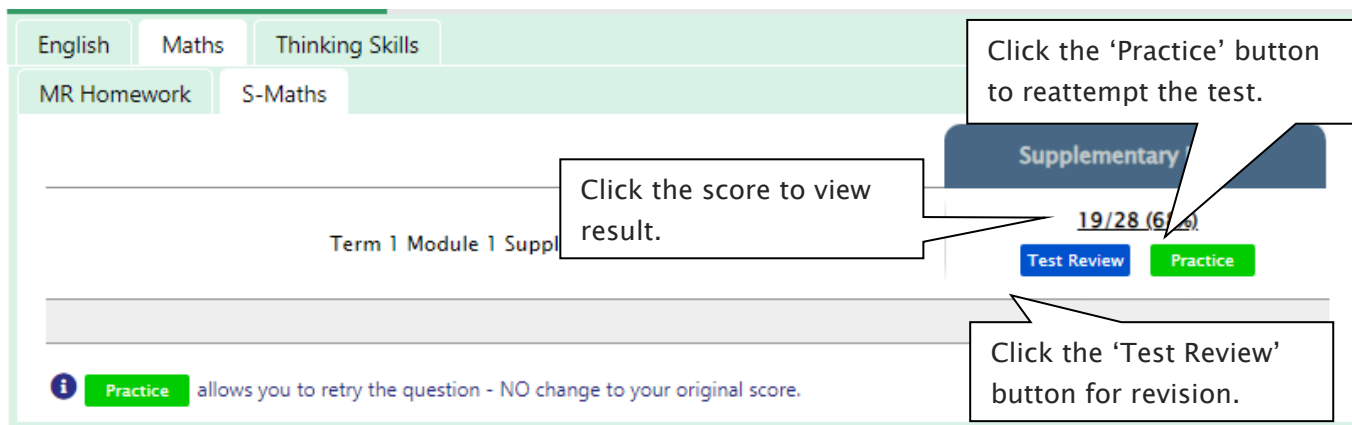 English Maths Thinking Skills
Click the ‘Practice’ button
to reattempt the test.
MR Homework S-Maths
Supplementary
Click the score to view
result.
19/28 (68%)
Term 1 Module 1
Test Review Practice
Click the ‘Test Review’
button for revision.
Practice allows you to retry the question - NO change to your original score.